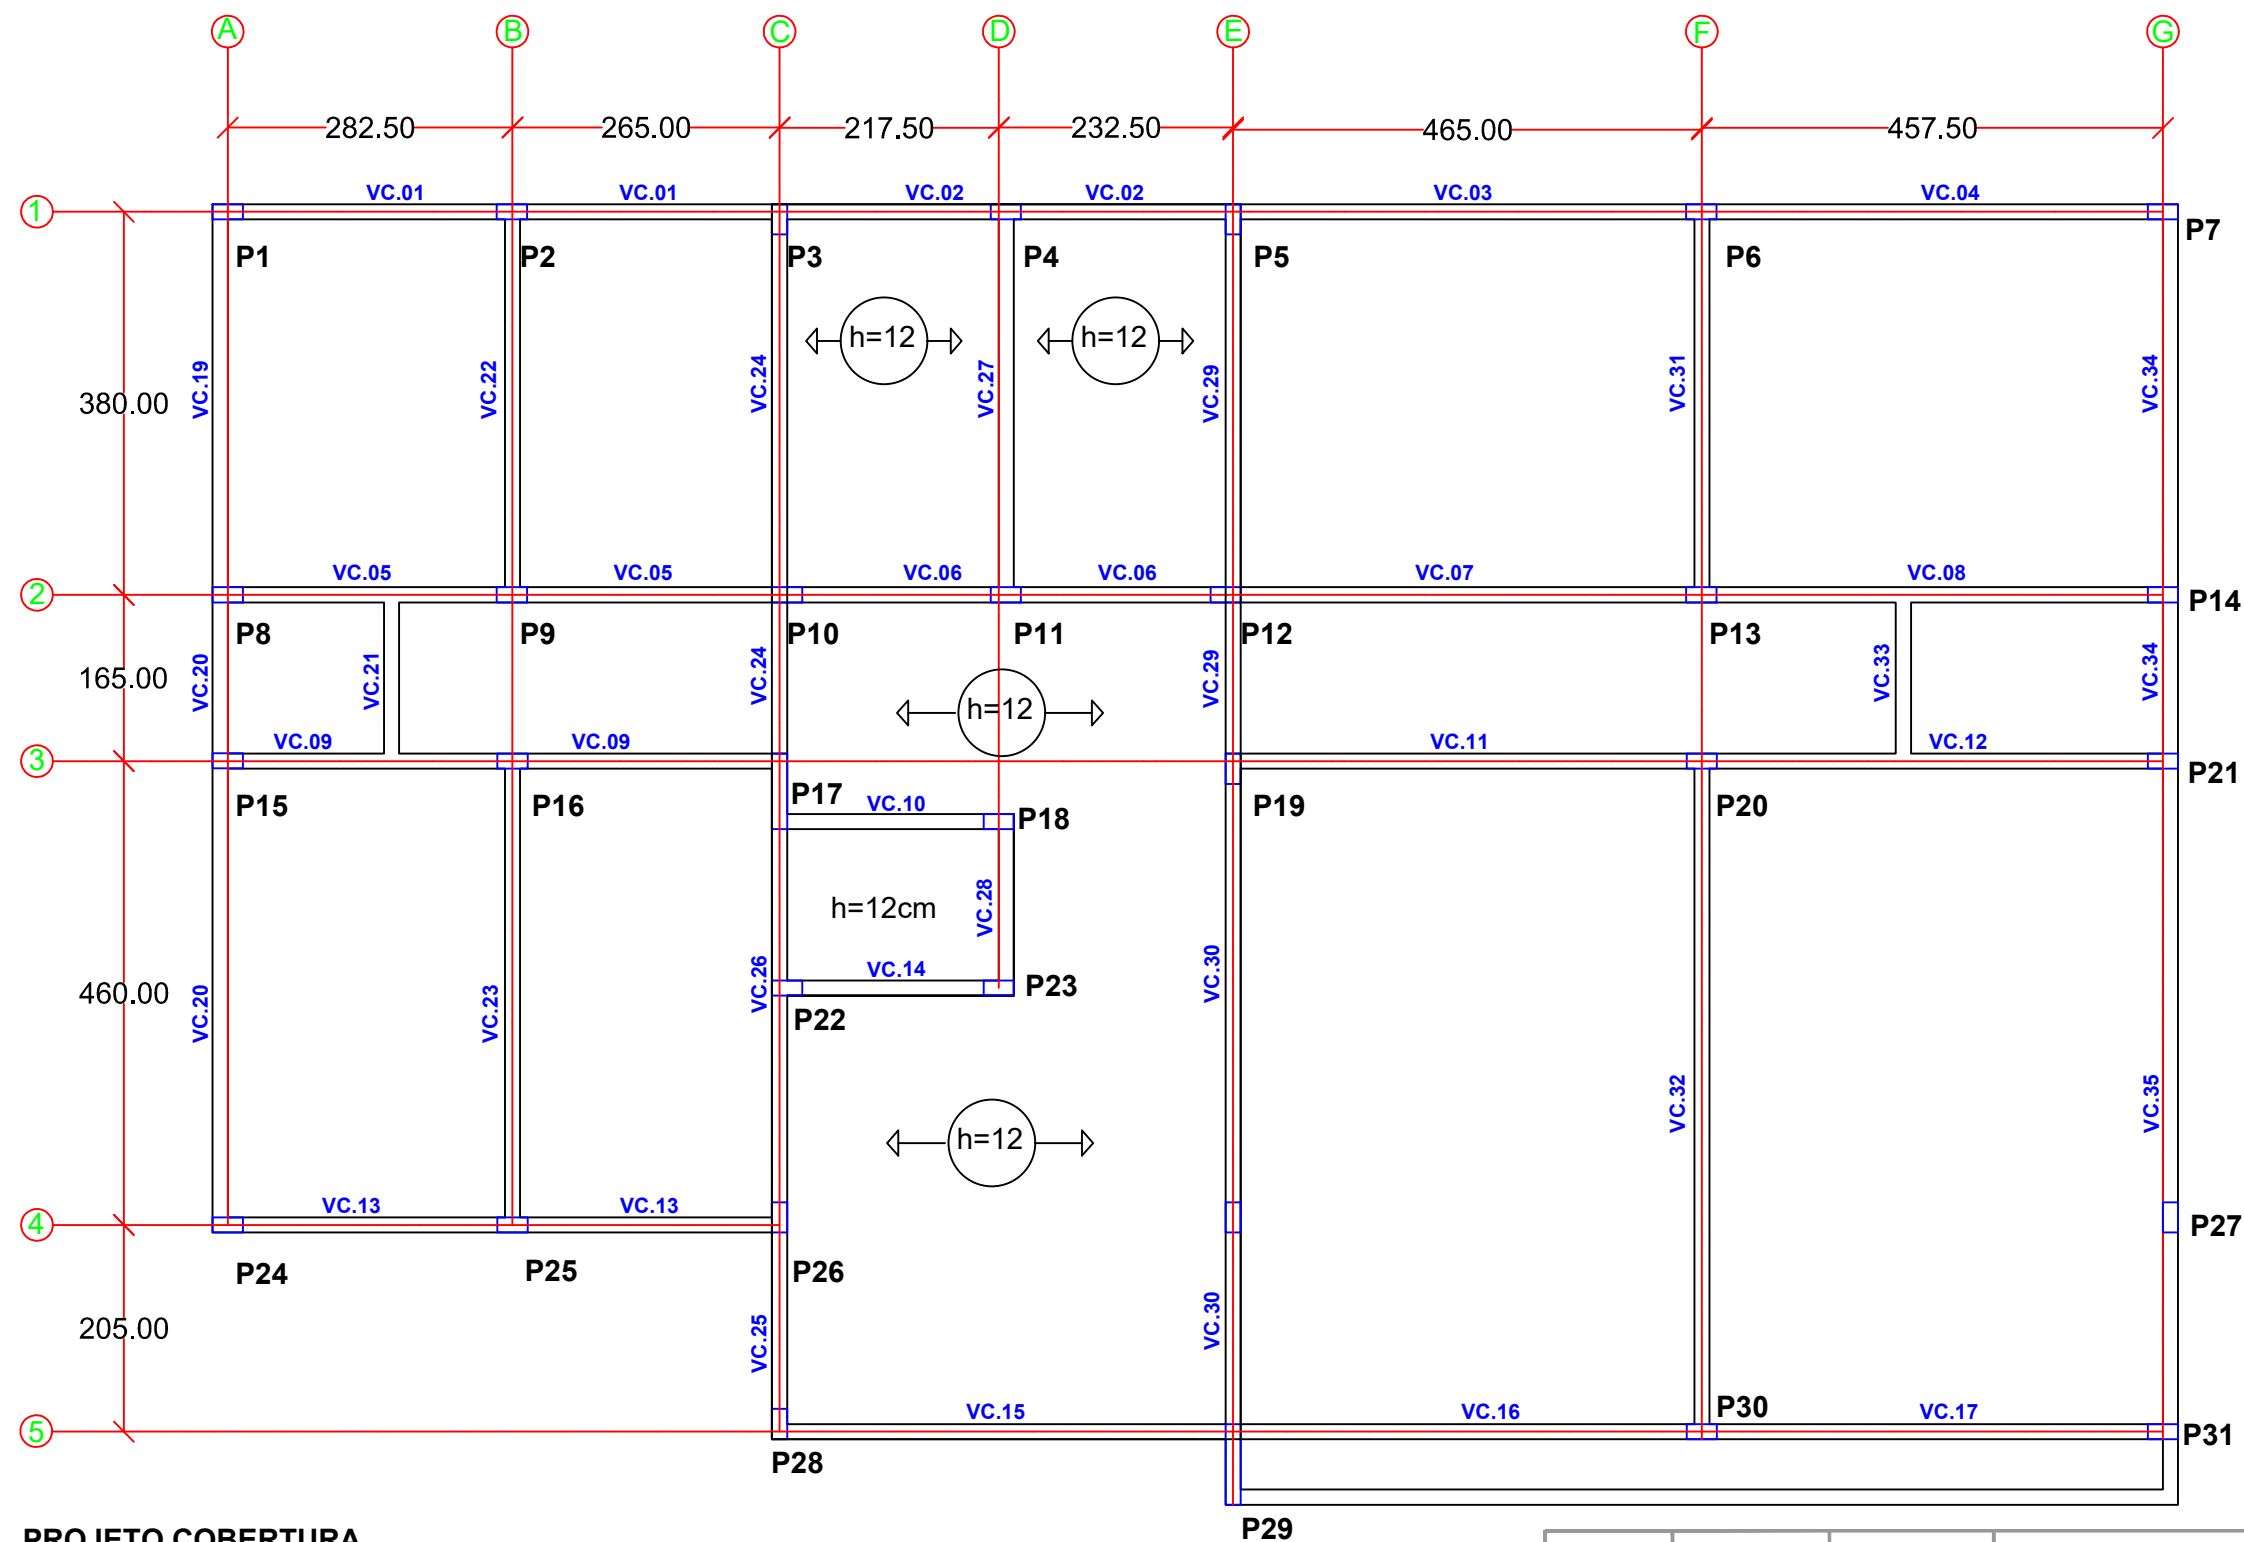 A B C D E F G
282.50 265.00 217.50 232.50 465.00 457.50
VC.01 VC.01 VC.02 VC.02 VC.03 VC.04
1
P7
P1 P2 P3 P4 P5 P6
h=12 h=12
VC.19 VC.22 VC.24 VC.27 VC.29 VC.31 VC.34
380.00
VC.05 VC.05 VC.06 VC.06 VC.07 VC.08
2
P14
P8 P9 P10 P11 P12 P13
165.00 VC.20 VC.21 VC.24 VC.29 VC.33 VC.34
h=12
VC.09 VC.09 VC.11 VC.12
3
P21
P15 P16 P17 VC.10 P18 P19 P20
h=12cm VC.28
VC.14
460.00 VC.20 VC.23 VC.26 P23 VC.30
P22
VC.32 VC.35
h=12
VC.13 VC.13
4
P27
P24 P25 P26
205.00 VC.25 VC.30
VC.15 VC.16 P30 VC.17
5
P31
P28
P29
PROJETO COBERTURA